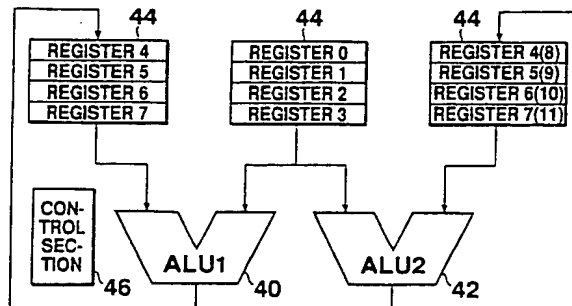 44
44
44
REGISTER 4
REGISTER 5
REGISTER 6
REGISTER 7
REGISTER 0
REGISTER 1
REGISTER 2
REGISTER 3
REGISTER 4(8)
REGISTER 5(9)
REGISTER 6(10)
REGISTER 7(11)
CON-
TROL
SEC-
TION
46
ALU1
40
ALU2
42